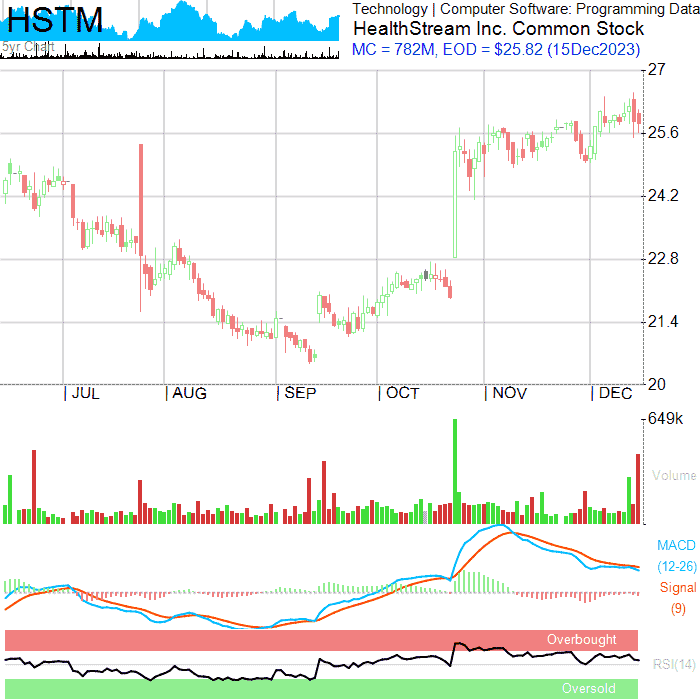 HSTM
5yr Chart
Technology | Computer Software: Programming Data
HealthStream Inc. Common Stock
MC = 782M, EOD = $25.82 (15Dec2023)
27
25.6
24.2
22.8
21.4
20
| JUL | AUG | SEP | OCT | NOV | DEC
649k
Volume
MACD
(12-26)
Signal
(9)
Overbought
RSI(14)
Oversold